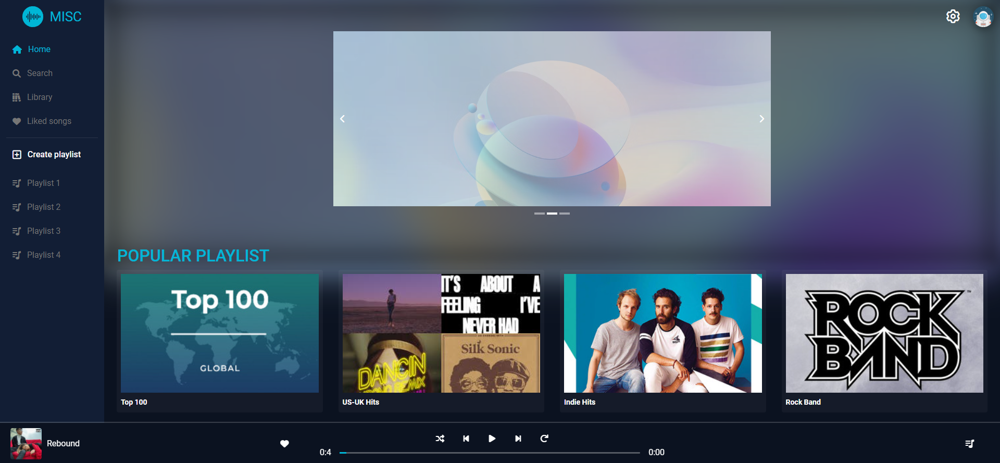 MISC
Home
Search
Library
Liked songs
Create playlist
Playlist 1
Playlist 2
Playlist 3
Playlist 4
POPULAR PLAYLIST
Top 100
GLOBAL
Top 100
IT'S ABOUT A
FEELING I'VE
NEVER HAD
DANCIN
Silk Sonic
US-UK Hits
Indie Hits
ROCK
BAND
™
Rock Band
Rebound
0:4
0:00